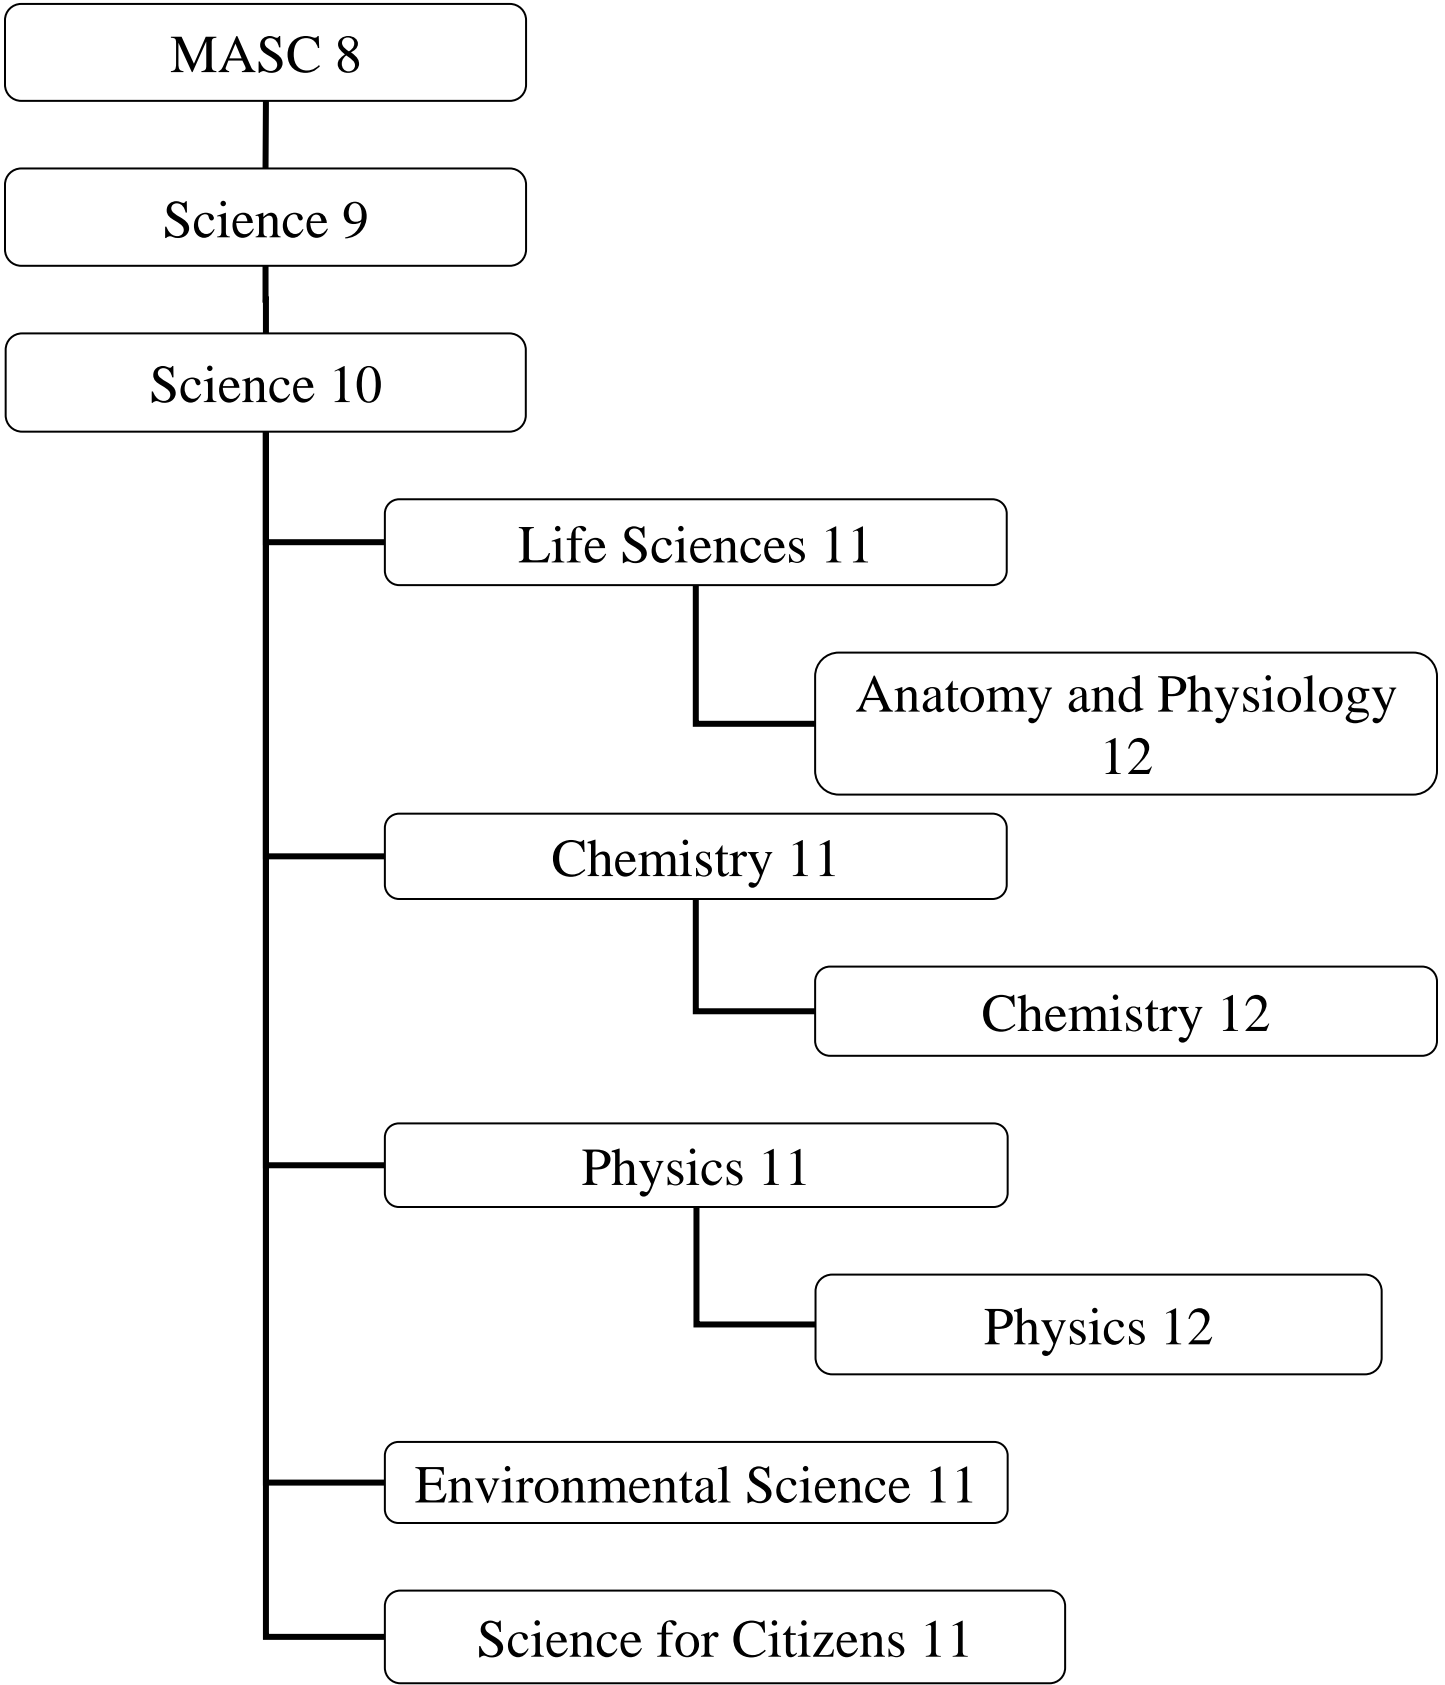 MASC 8
Science 9
Science 10
Life Sciences 11
Anatomy and Physiology
12
Chemistry 11
Chemistry 12
Physics 11
Physics 12
Environmental Science 11
Science for Citizens 11